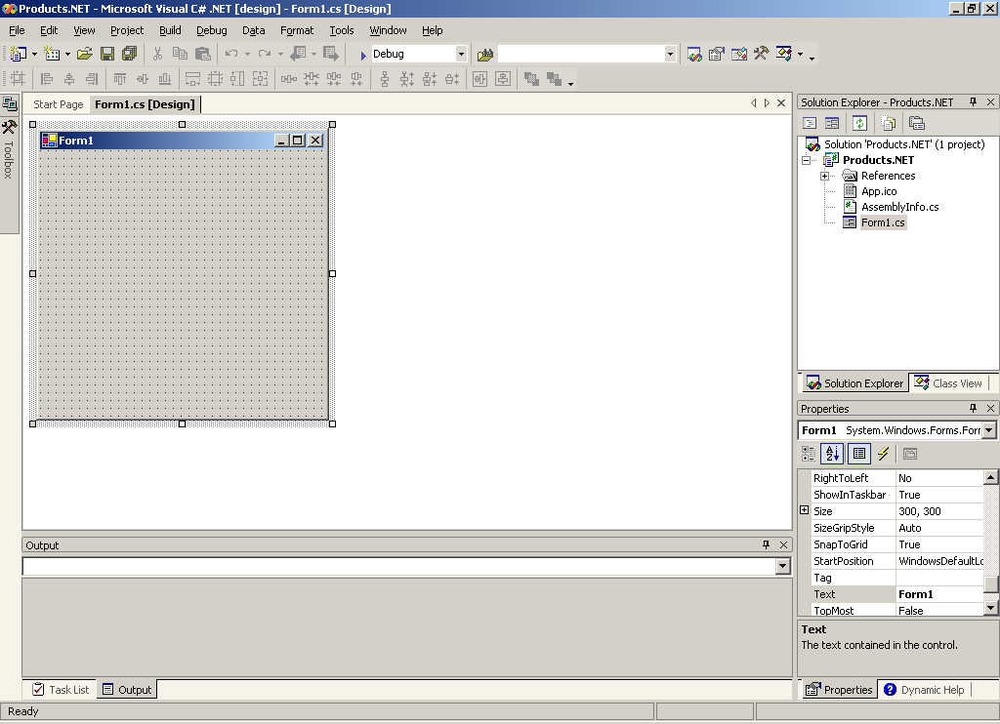 Products.NET - Microsoft Visual C# .NET [design] - Form1.cs [Design]
File Edit View Project Build Debug Data Format Tools Window Help
Debug
Start Page Form1.cs [Design]
Toolbox
Form1
Solution Explorer - Products.NET
Solution 'Products.NET' (1 project)
Products.NET
References
App.ico
AssemblyInfo.cs
Form1.cs
Solution Explorer Class View
Properties
Form1 System.Windows.Forms.Forr
RightToLeft No
ShowInTaskbar True
Size 300, 300
SizeGripStyle Auto
SnapToGrid True
StartPosition WindowsDefaultLo
Tag
Text Form1
TopMost False
Text
The text contained in the control.
Properties Dynamic Help
Output
Task List Output
Ready